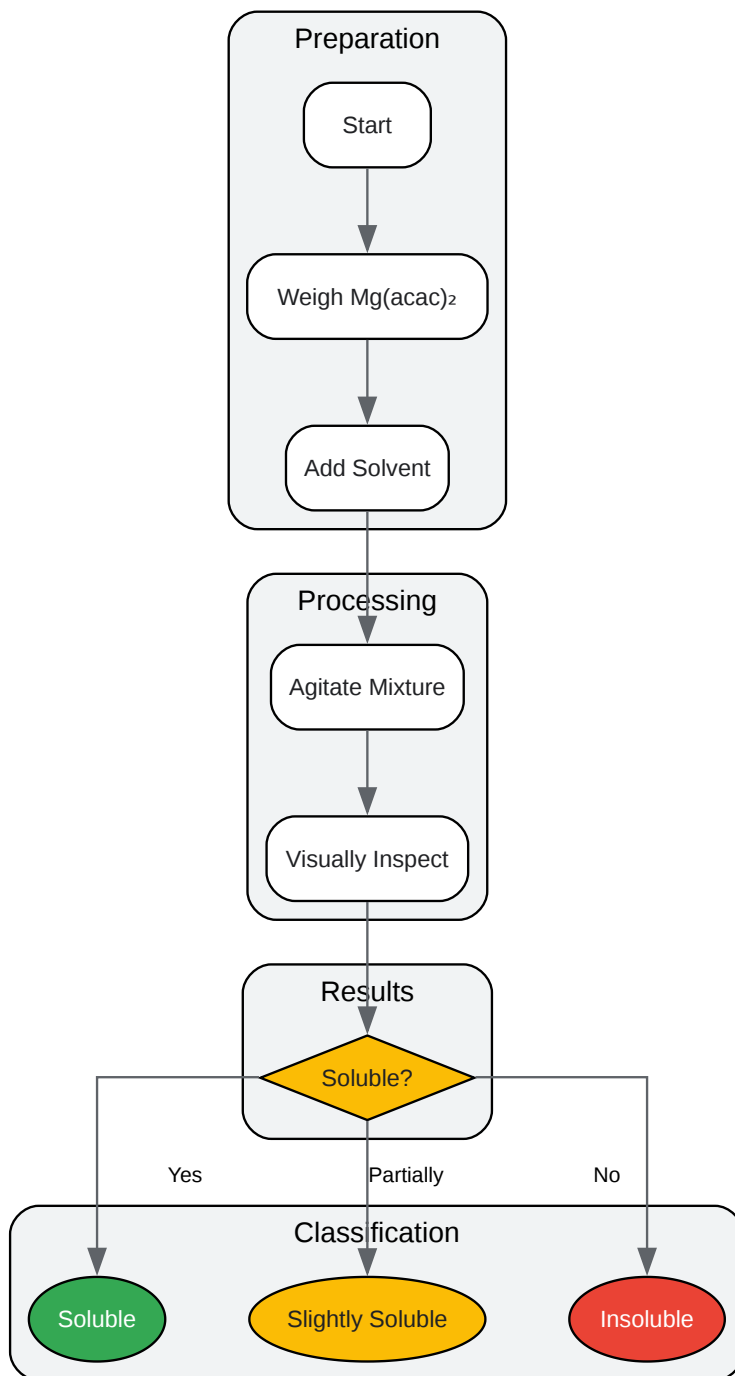 Preparation
Start
Weigh Mg(acac)₂
Add Solvent
Processing
Agitate Mixture
Visually Inspect
Results
Soluble?
Yes
Partially
No
Classification
Soluble
Slightly Soluble
Insoluble